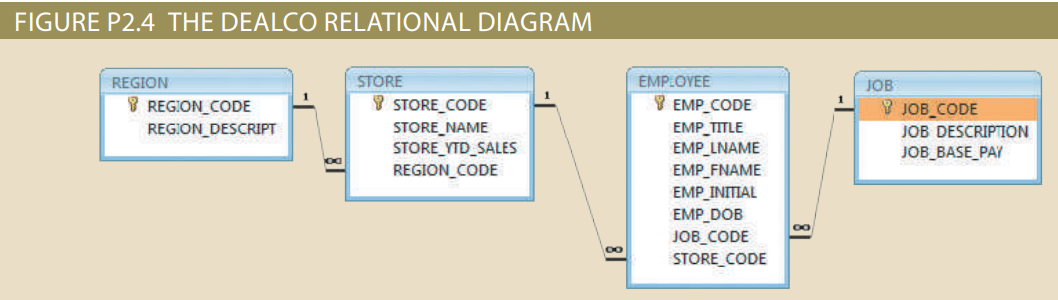 FIGURE P2.4 THE DEALCO RELATIONAL DIAGRAM
REGION
REGION_CODE
REGION_DESCRIPT
1
∞
STORE
STORE_CODE
STORE_NAME
STORE_YTD_SALES
REGION_CODE
1
∞
EMPLOYEE
EMP_CODE
EMP_TITLE
EMP_LNAME
EMP_FNAME
EMP_INITIAL
EMP_DOB
JOB_CODE
STORE_CODE
1
∞
JOB
JOB_CODE
JOB_DESCRIPTION
JOB_BASE_PAY